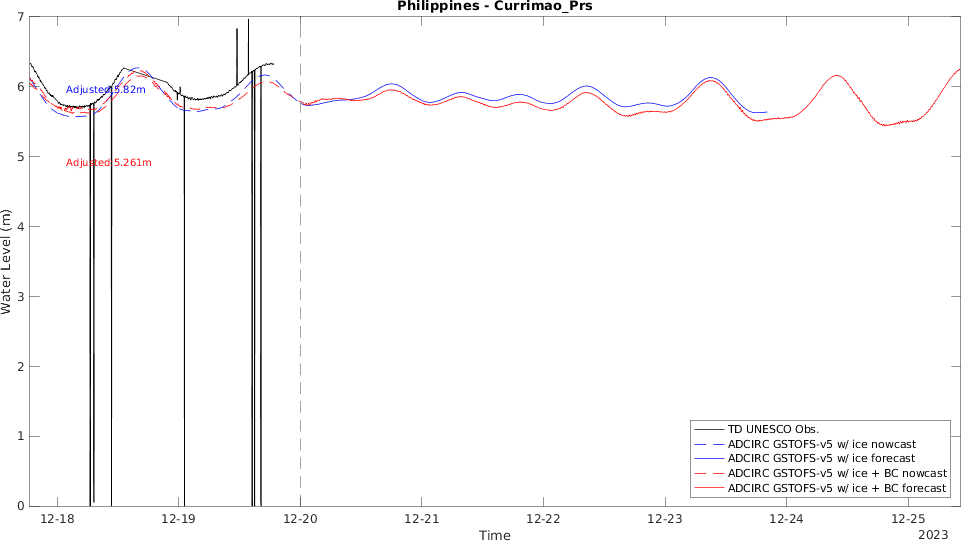 Philippines - Currimao_Prs
7
6
5
4
3
2
1
0
Water Level (m)
Adjusted 5.82m
Adjusted 5.261m
TD UNESCO Obs.
ADCIRC GSTOFS-v5 w/ ice nowcast
ADCIRC GSTOFS-v5 w/ ice forecast
ADCIRC GSTOFS-v5 w/ ice + BC nowcast
ADCIRC GSTOFS-v5 w/ ice + BC forecast
12-18 12-19 12-20 12-21 12-22 12-23 12-24 12-25
Time
2023